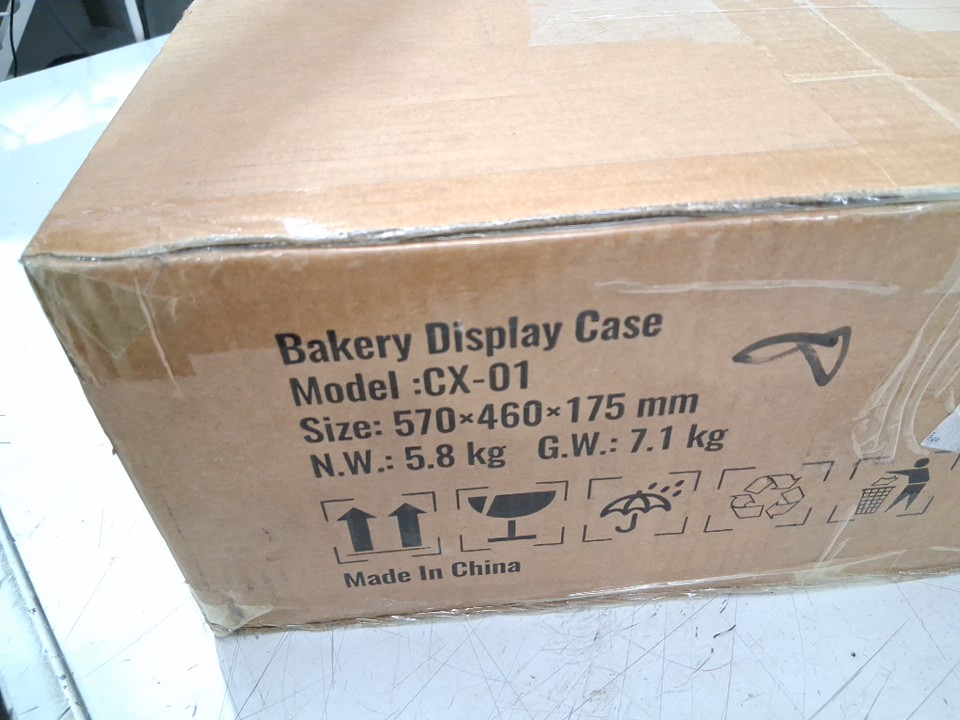 Bakery Display Case
Model :CX-01
Size: 570×460×175 mm
N.W.: 5.8 kg G.W.: 7.1 kg
Made In China